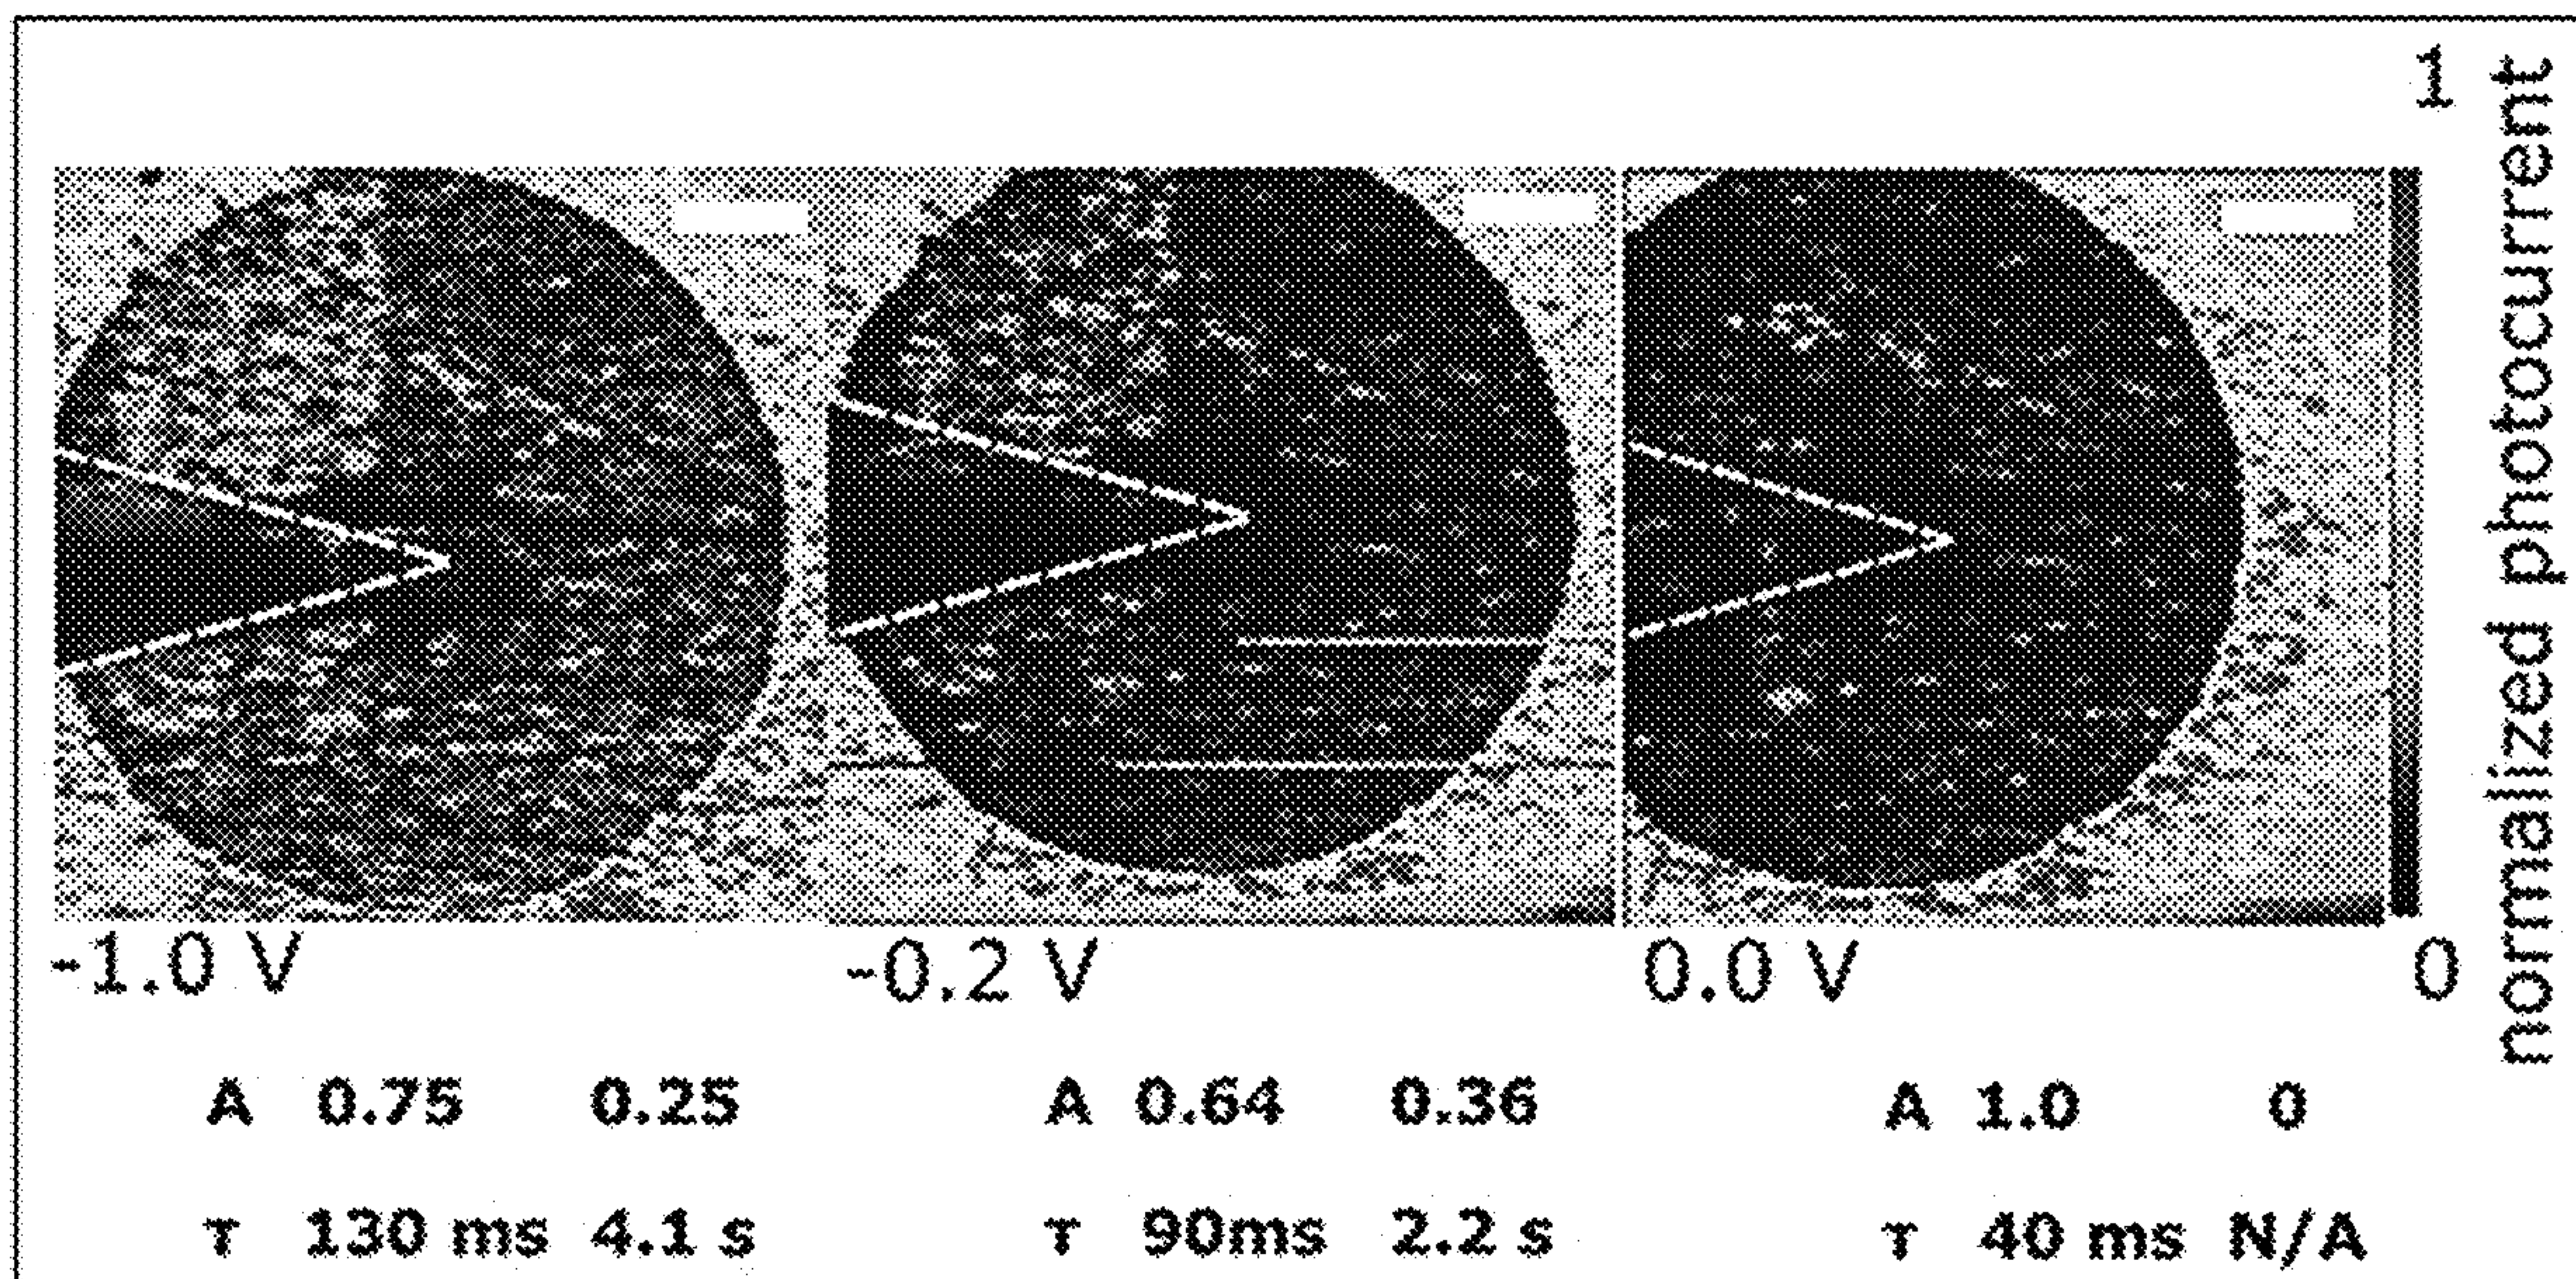 1
normalized photocurrent
-1.0 V
-0.2 V
0.0 V
0
A 0.75 0.25
A 0.64 0.36
A 1.0 0
τ 130 ms 4.1 s
τ 90ms 2.2 s
τ 40 ms N/A